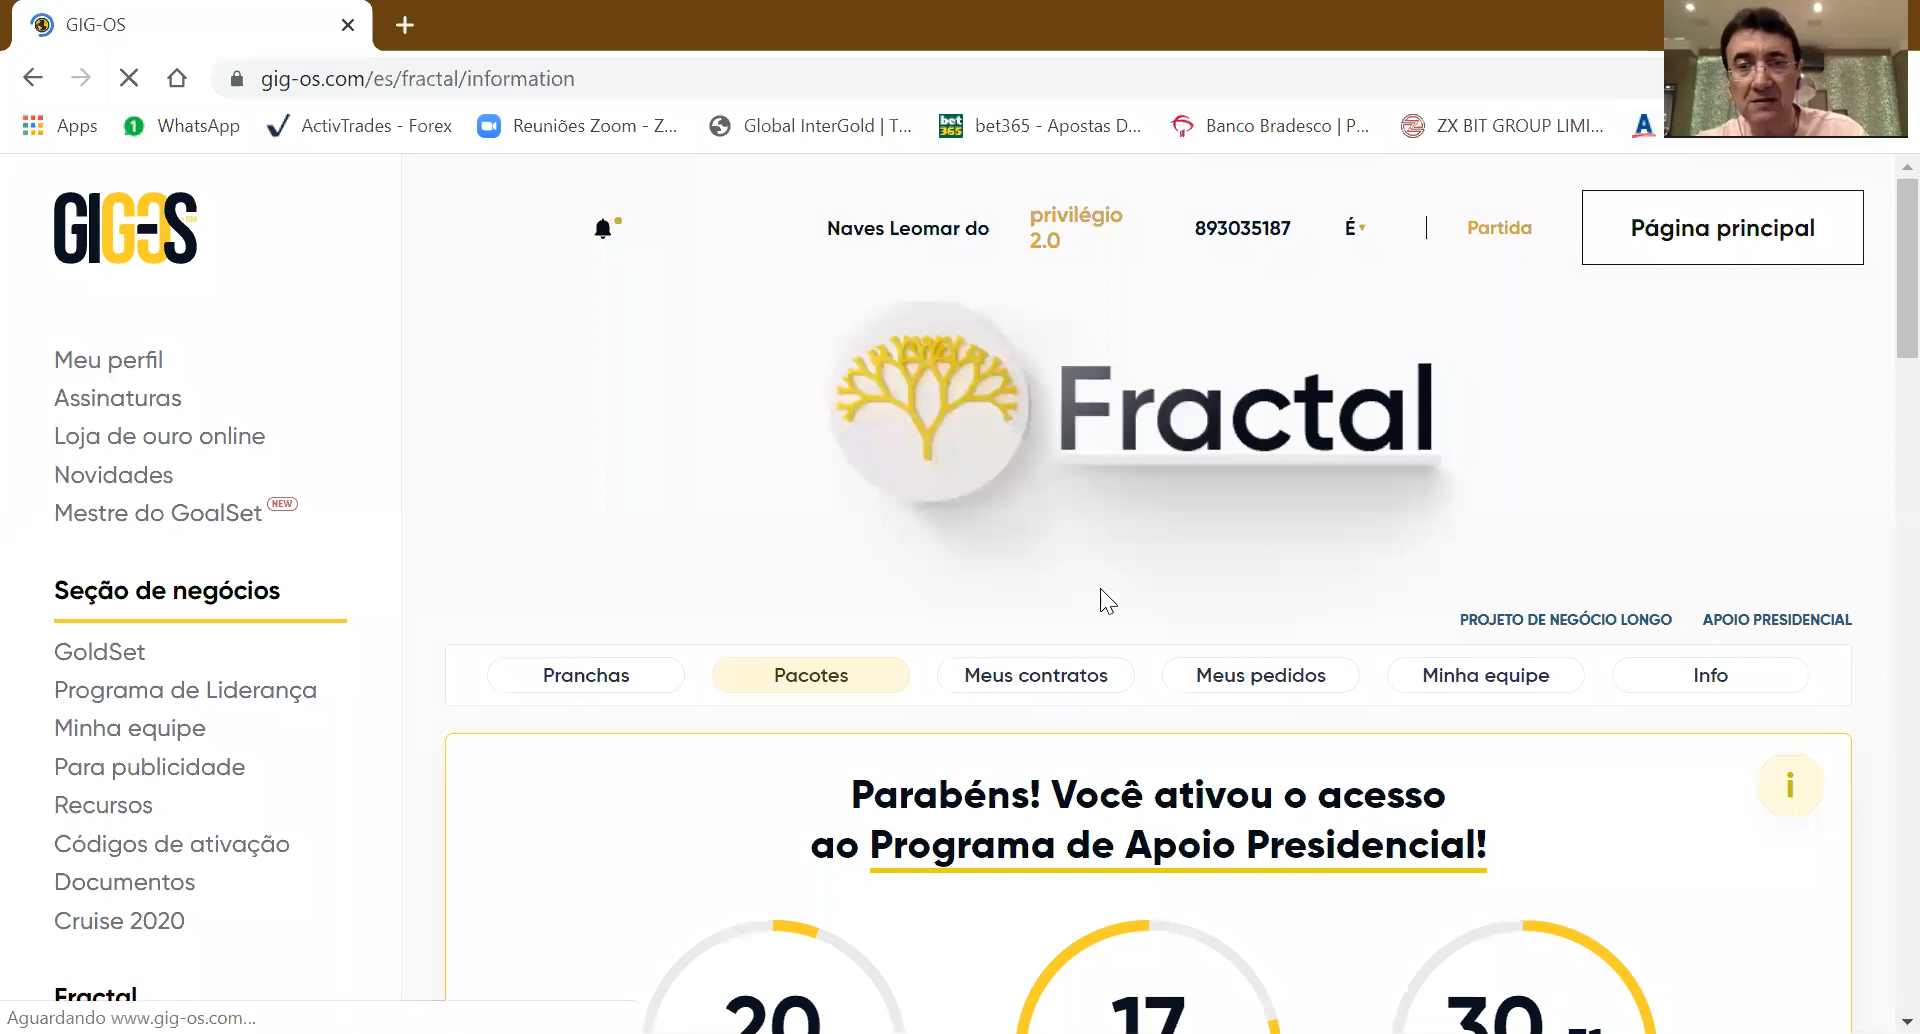 GIG-OS
gig-os.com/es/fractal/information
Apps
WhatsApp
ActivTrades - Forex
Reuniões Zoom - Z...
Global InterGold | T...
bet365 - Apostas D...
Banco Bradesco | P...
ZX BIT GROUP LIMI...
GIG-OS
Naves Leomar do
privilégio
2.0
893035187
É
Partida
Página principal
Fractal
Meu perfil
Assinaturas
Loja de ouro online
Novidades
Mestre do GoalSet NEW
Seção de negócios
GoldSet
Programa de Liderança
Minha equipe
Para publicidade
Recursos
Códigos de ativação
Documentos
Cruise 2020
Fractal
PROJETO DE NEGÓCIO LONGO
APOIO PRESIDENCIAL
Pranchas
Pacotes
Meus contratos
Meus pedidos
Minha equipe
Info
Parabéns! Você ativou o acesso
ao Programa de Apoio Presidencial!
i
20
17
30
Aguardando www.gig-os.com...